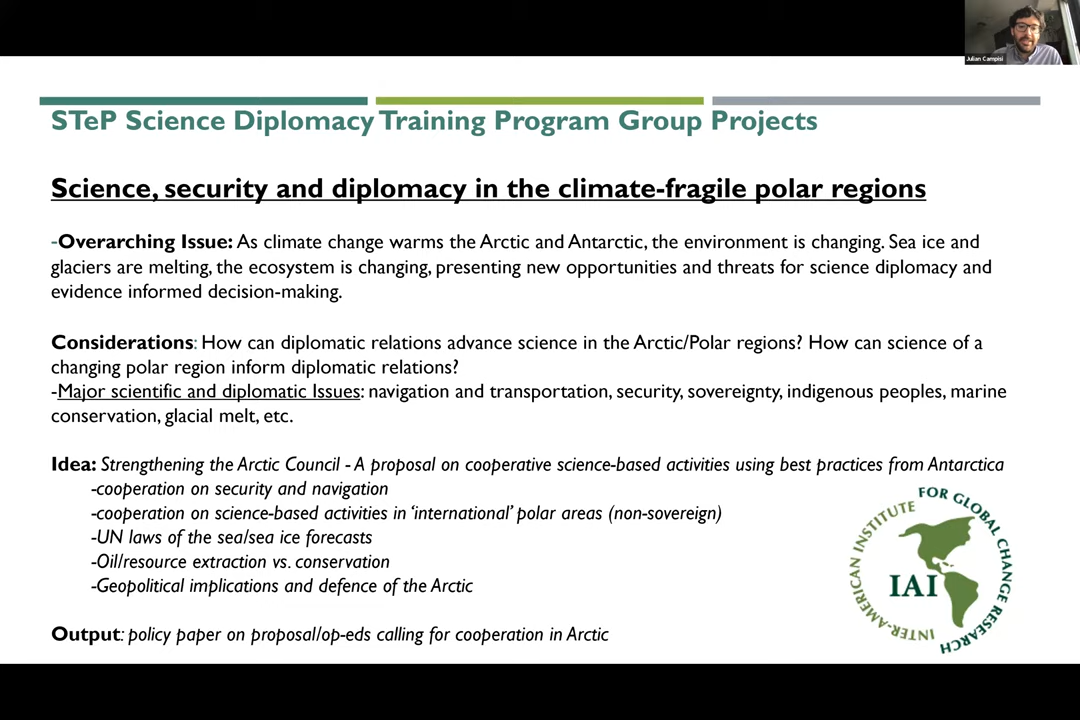 Julian Campisi
STeP Science Diplomacy Training Program Group Projects
Science, security and diplomacy in the climate-fragile polar regions
-Overarching Issue: As climate change warms the Arctic and Antarctic, the environment is changing. Sea ice and
glaciers are melting, the ecosystem is changing, presenting new opportunities and threats for science diplomacy and
evidence informed decision-making.
Considerations: How can diplomatic relations advance science in the Arctic/Polar regions? How can science of a
changing polar region inform diplomatic relations?
-Major scientific and diplomatic Issues: navigation and transportation, security, sovereignty, indigenous peoples, marine
conservation, glacial melt, etc.
Idea: Strengthening the Arctic Council - A proposal on cooperative science-based activities using best practices from Antarctica
-cooperation on security and navigation
-cooperation on science-based activities in ‘international’ polar areas (non-sovereign)
-UN laws of the sea/sea ice forecasts
-Oil/resource extraction vs. conservation
-Geopolitical implications and defence of the Arctic
Output: policy paper on proposal/op-eds calling for cooperation in Arctic
INTER-AMERICAN INSTITUTE FOR GLOBAL CHANGE RESEARCH
IAI